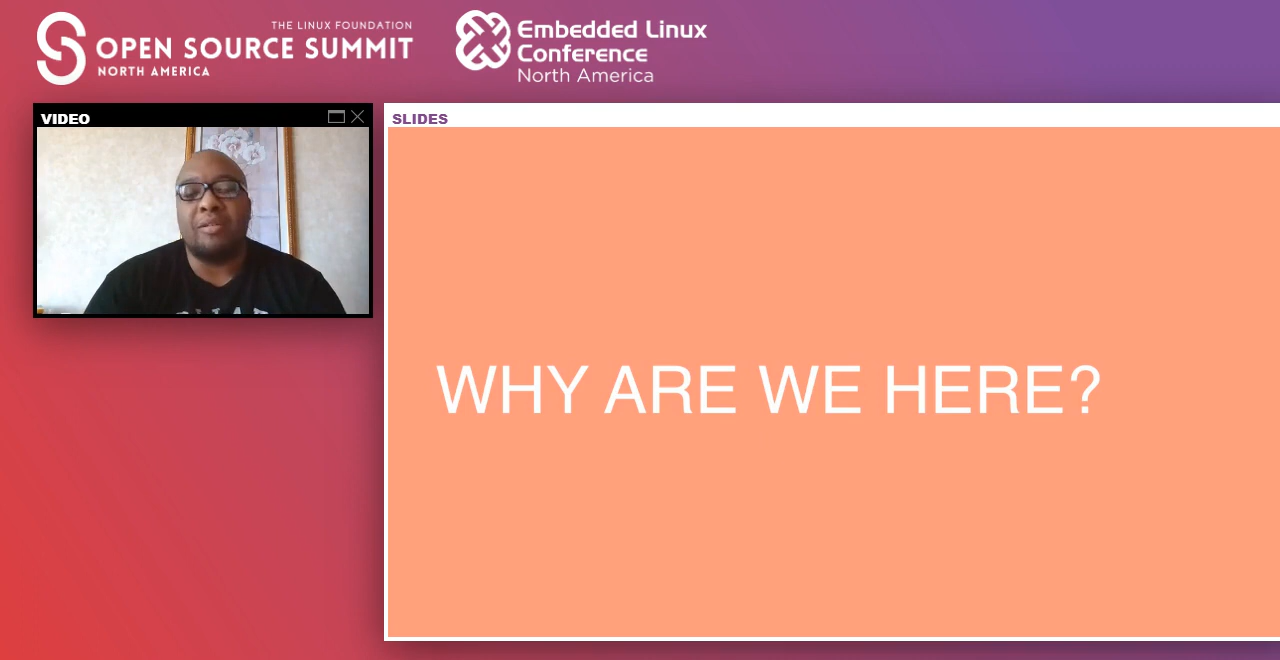 THE LINUX FOUNDATION
OPEN SOURCE SUMMIT
NORTH AMERICA
Embedded Linux
Conference
North America
VIDEO
SLIDES
WHY ARE WE HERE?